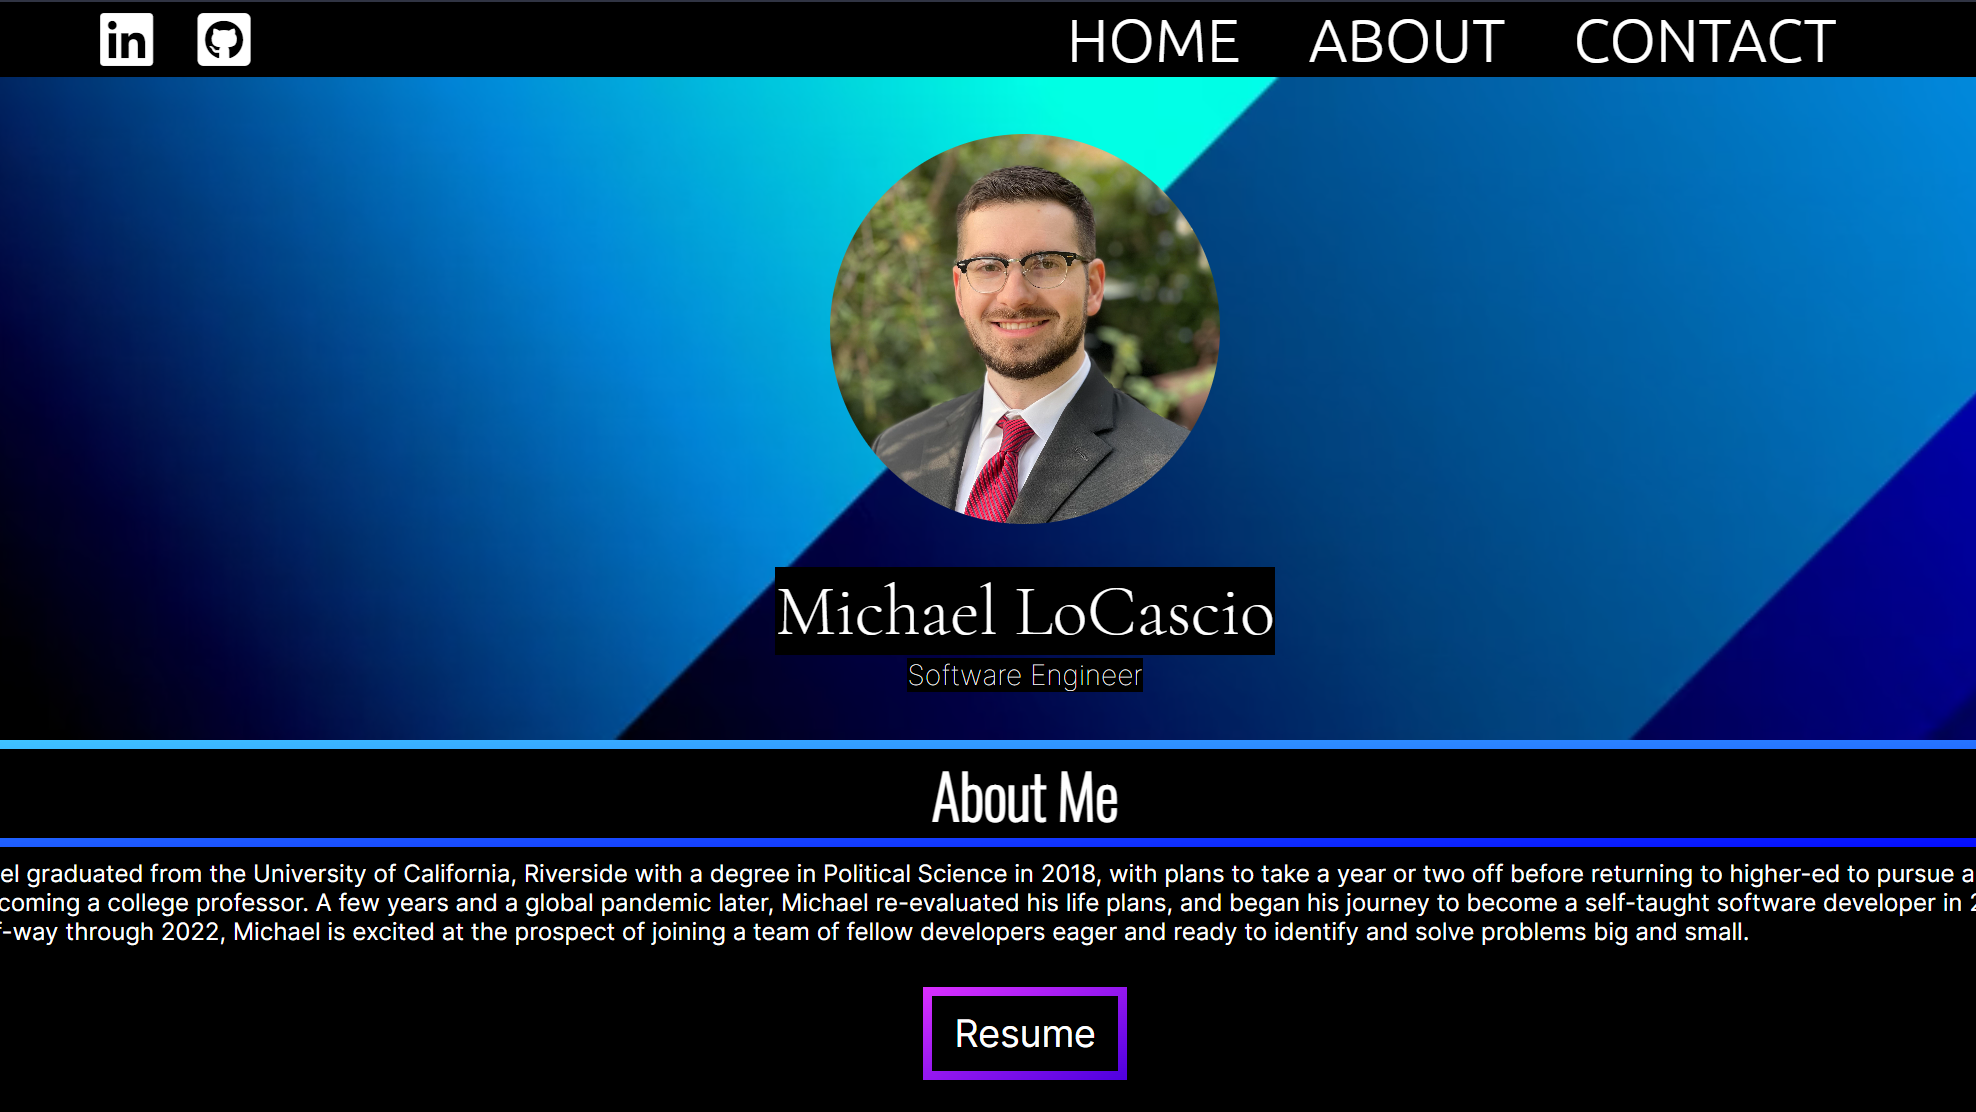 in
HOME ABOUT CONTACT
Michael LoCascio
Software Engineer
About Me
el graduated from the University of California, Riverside with a degree in Political Science in 2018, with plans to take a year or two off before returning to higher-ed to pursue a
coming a college professor. A few years and a global pandemic later, Michael re-evaluated his life plans, and began his journey to become a self-taught software developer in 2
f-way through 2022, Michael is excited at the prospect of joining a team of fellow developers eager and ready to identify and solve problems big and small.
Resume